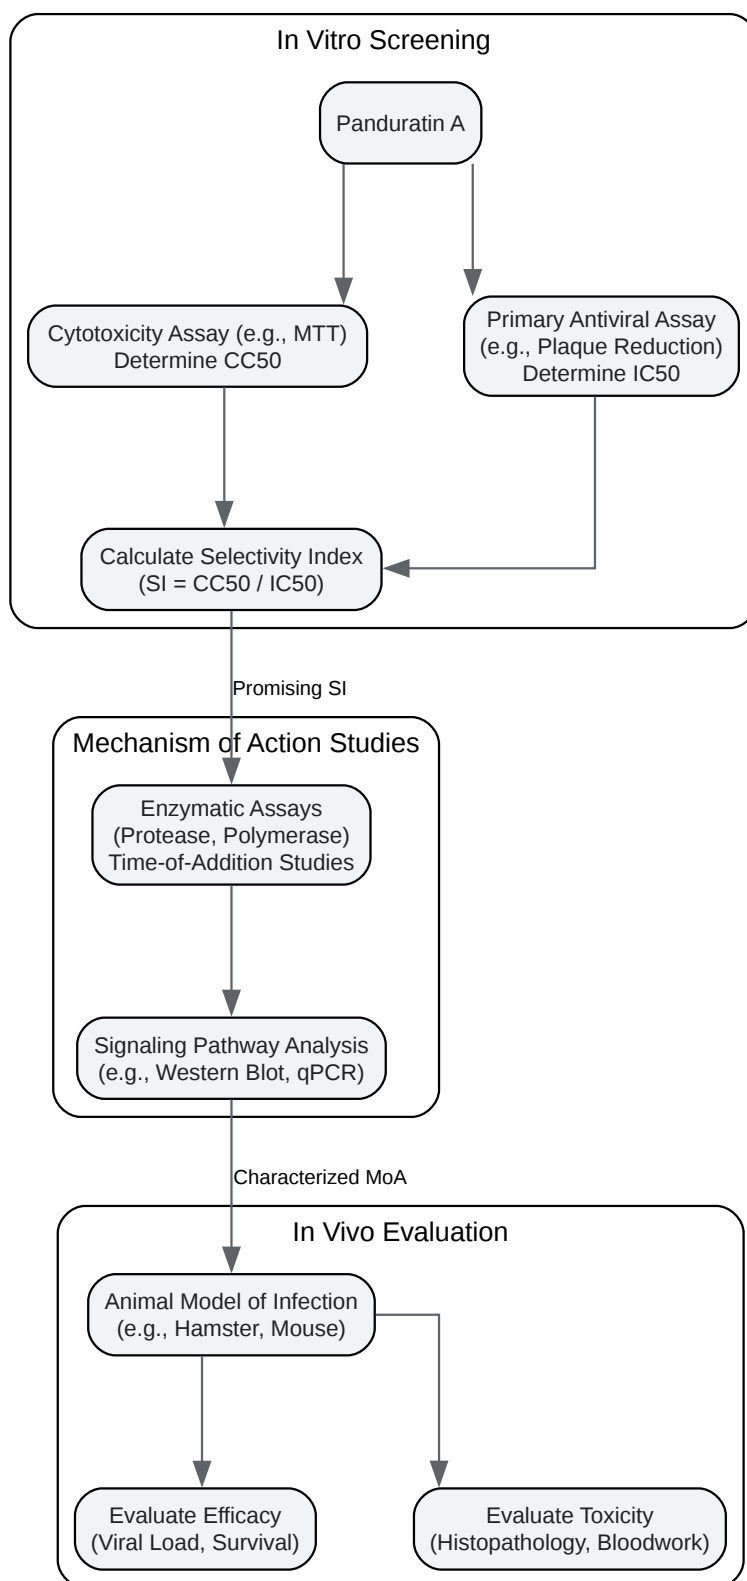 In Vitro Screening
Panduratin A
Cytotoxicity Assay (e.g., MTT)
Determine CC50
Primary Antiviral Assay
(e.g., Plaque Reduction)
Determine IC50
Calculate Selectivity Index
(SI = CC50 / IC50)
Promising SI
Mechanism of Action Studies
Enzymatic Assays
(Protease, Polymerase)
Time-of-Addition Studies
Signaling Pathway Analysis
(e.g., Western Blot, qPCR)
Characterized MoA
In Vivo Evaluation
Animal Model of Infection
(e.g., Hamster, Mouse)
Evaluate Efficacy
(Viral Load, Survival)
Evaluate Toxicity
(Histopathology, Bloodwork)